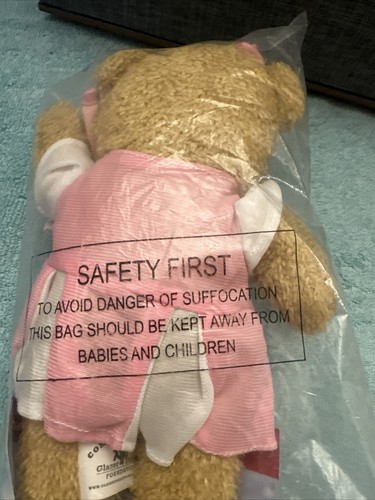 SAFETY FIRST
TO AVOID DANGER OF SUFFOCATION
THIS BAG SHOULD BE KEPT AWAY FROM
BABIES AND CHILDREN